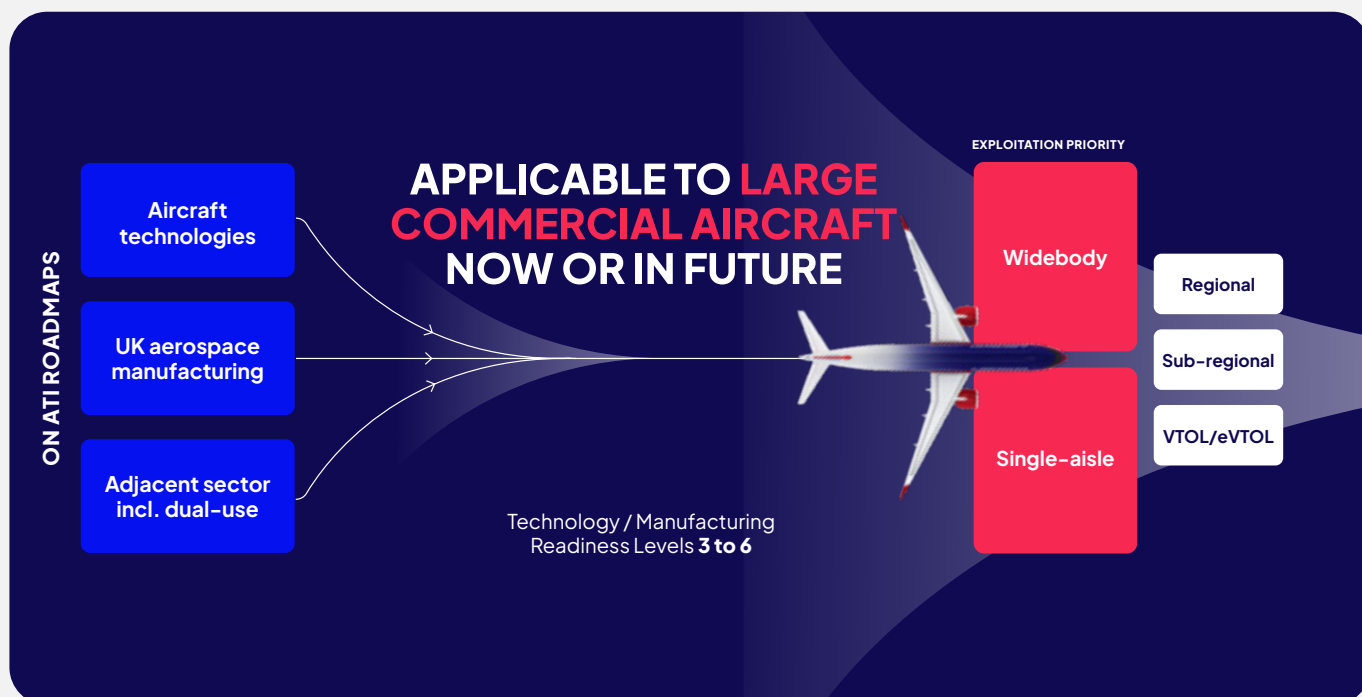 ON ATI ROADMAPS
Aircraft
technologies
UK aerospace
manufacturing
Adjacent sector
incl. dual-use
APPLICABLE TO LARGE
COMMERCIAL AIRCRAFT
NOW OR IN FUTURE
Technology / Manufacturing
Readiness Levels 3 to 6
EXPLOITATION PRIORITY
Widebody
Single-aisle
Regional
Sub-regional
VTOL/eVTOL